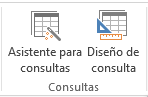 Asistente para Diseño de
consultas consulta
Consultas